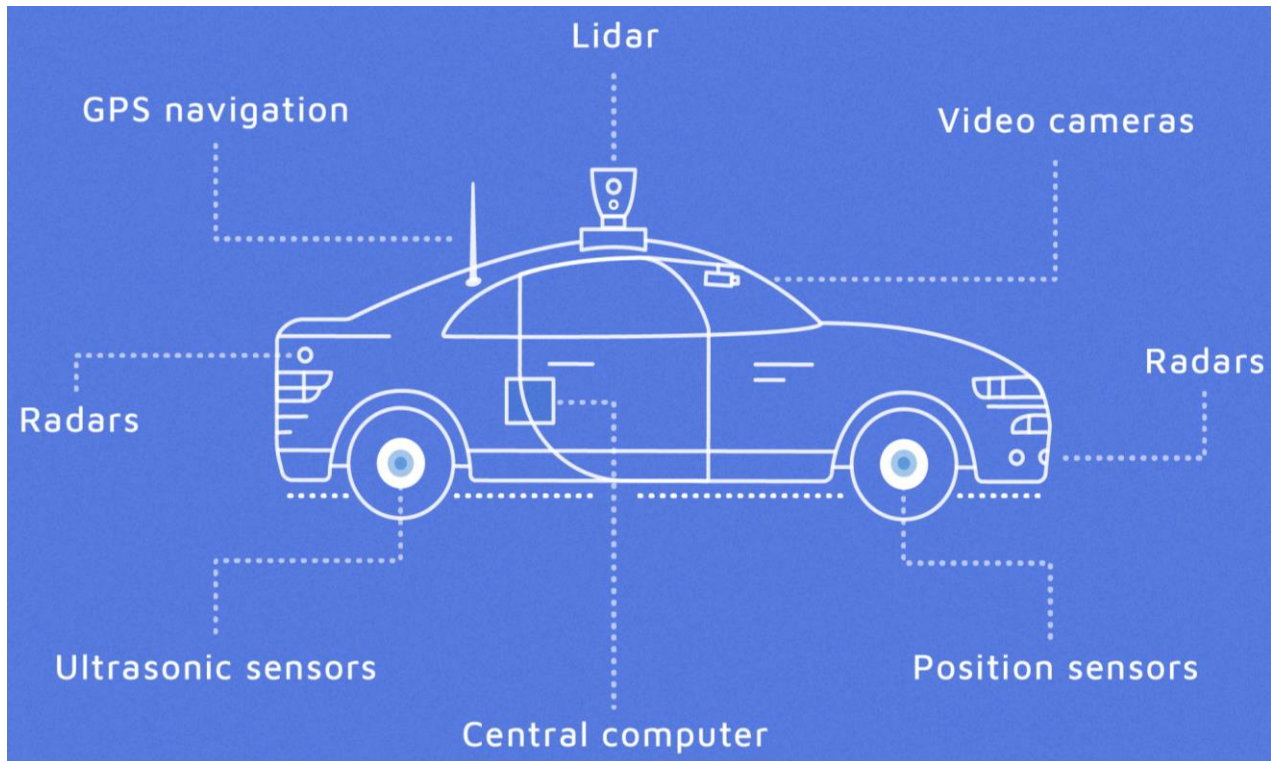 Lidar
GPS navigation
Video cameras
Radars
Radars
Ultrasonic sensors
Position sensors
Central computer